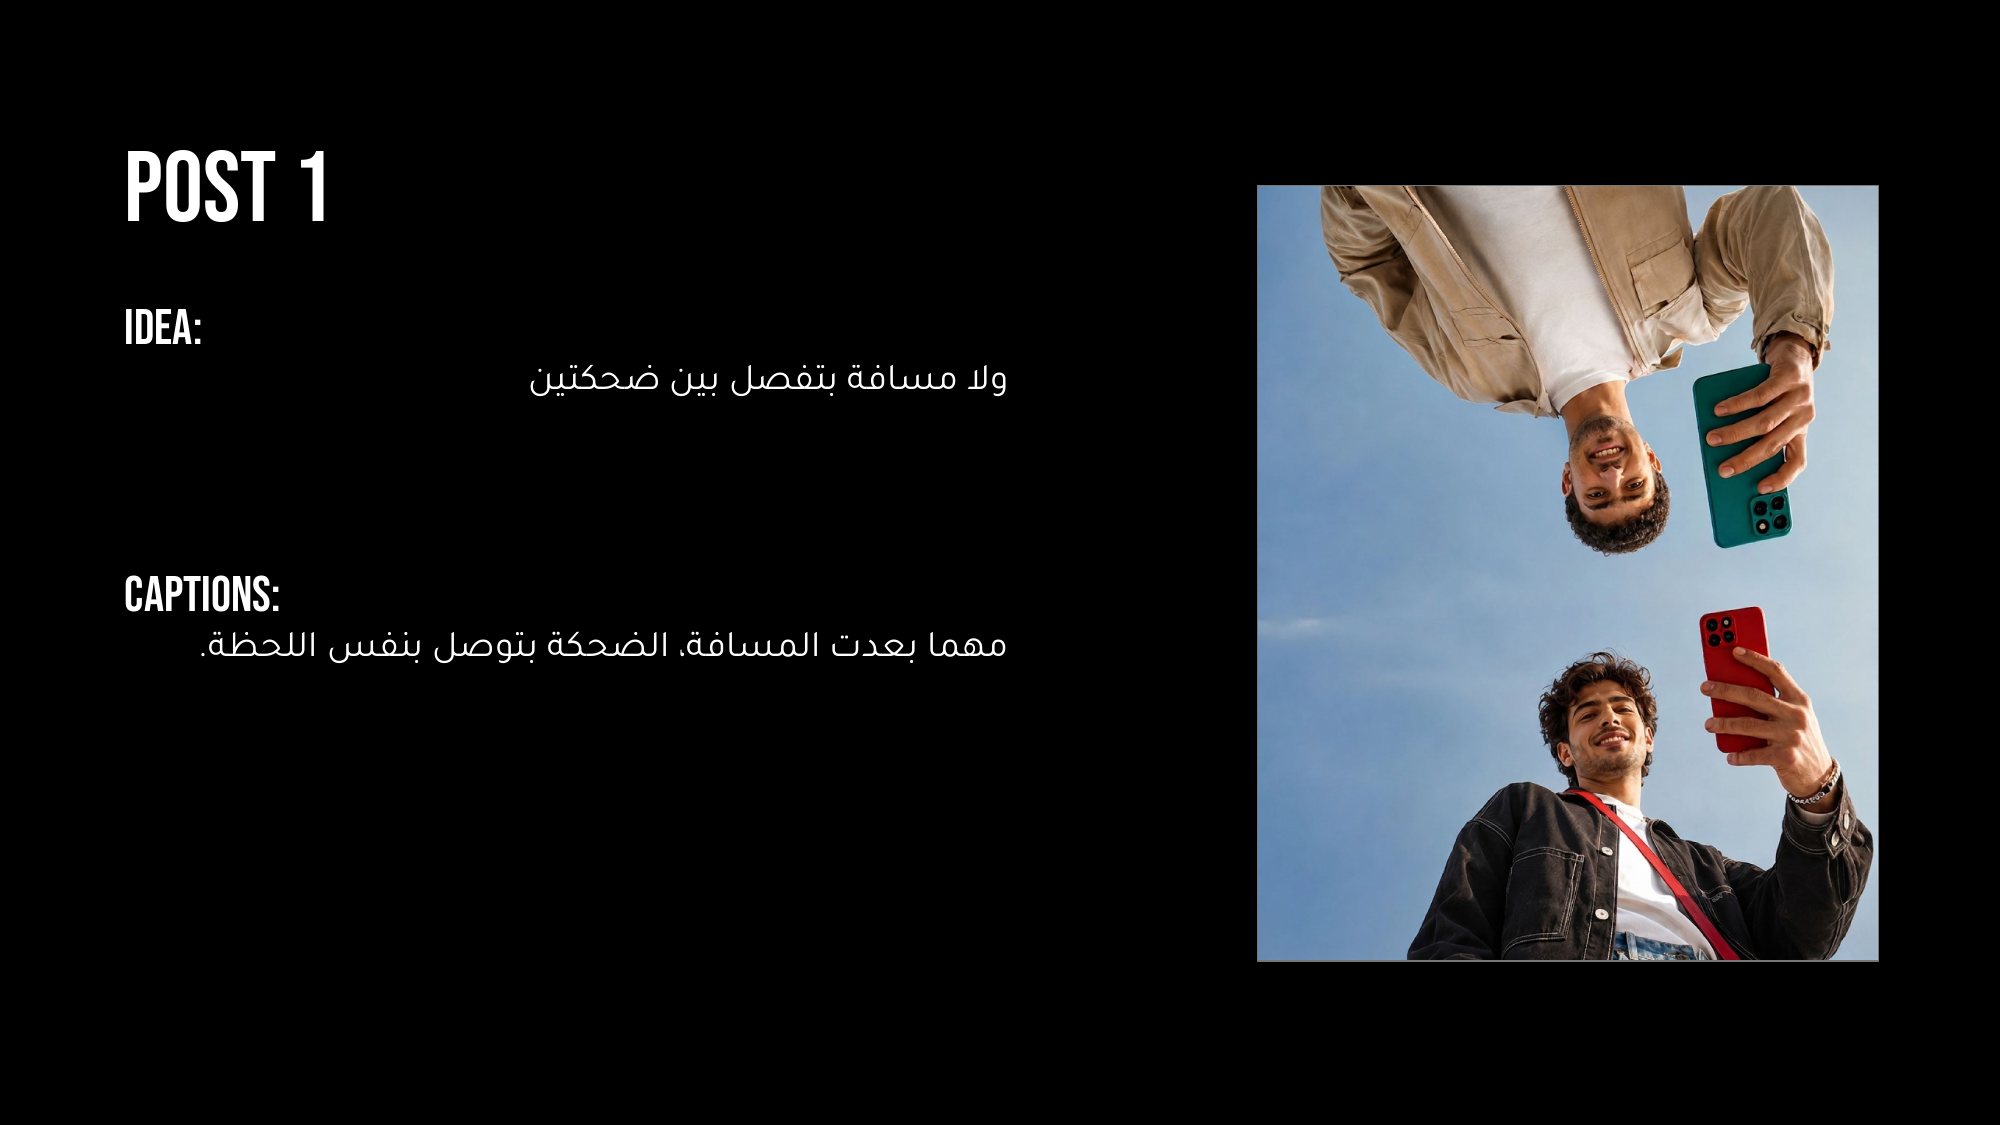 POST 1
IDEA:
ولا مسافة بتفصل بين ضحكتين
CAPTIONS:
مهما بعدت المسافة، الضحكة بتوصل بنفس اللحظة.